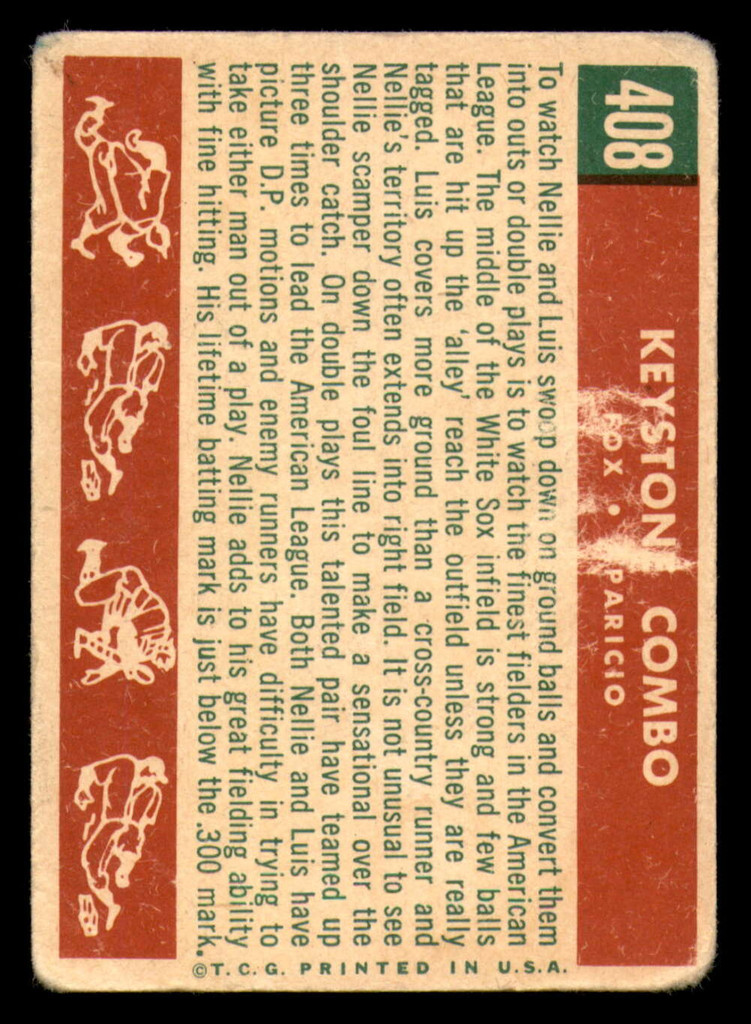 408
KEYSTON COMBO
FOX • PARICIO
To watch Nellie and Luis swoop down on ground balls and convert them
into outs or double plays is to watch the finest fielders in the American
League. The middle of the White Sox infield is strong and few balls
that are hit up the 'alley' reach the outfield unless they are really
tagged. Luis covers more ground than a cross-country runner and
Nellie's territory often extends into right field. It is not unusual to see
Nellie scamper down the foul line to make a sensational over the
shoulder catch. On double plays this talented pair have teamed up
three times to lead the American League. Both Nellie and Luis have
picture D.P. motions and enemy runners have difficulty in trying to
take either man out of a play. Nellie adds to his great fielding ability
with fine hitting. His lifetime batting mark is just below the .300 mark.
©T.C.G. PRINTED IN U.S.A.